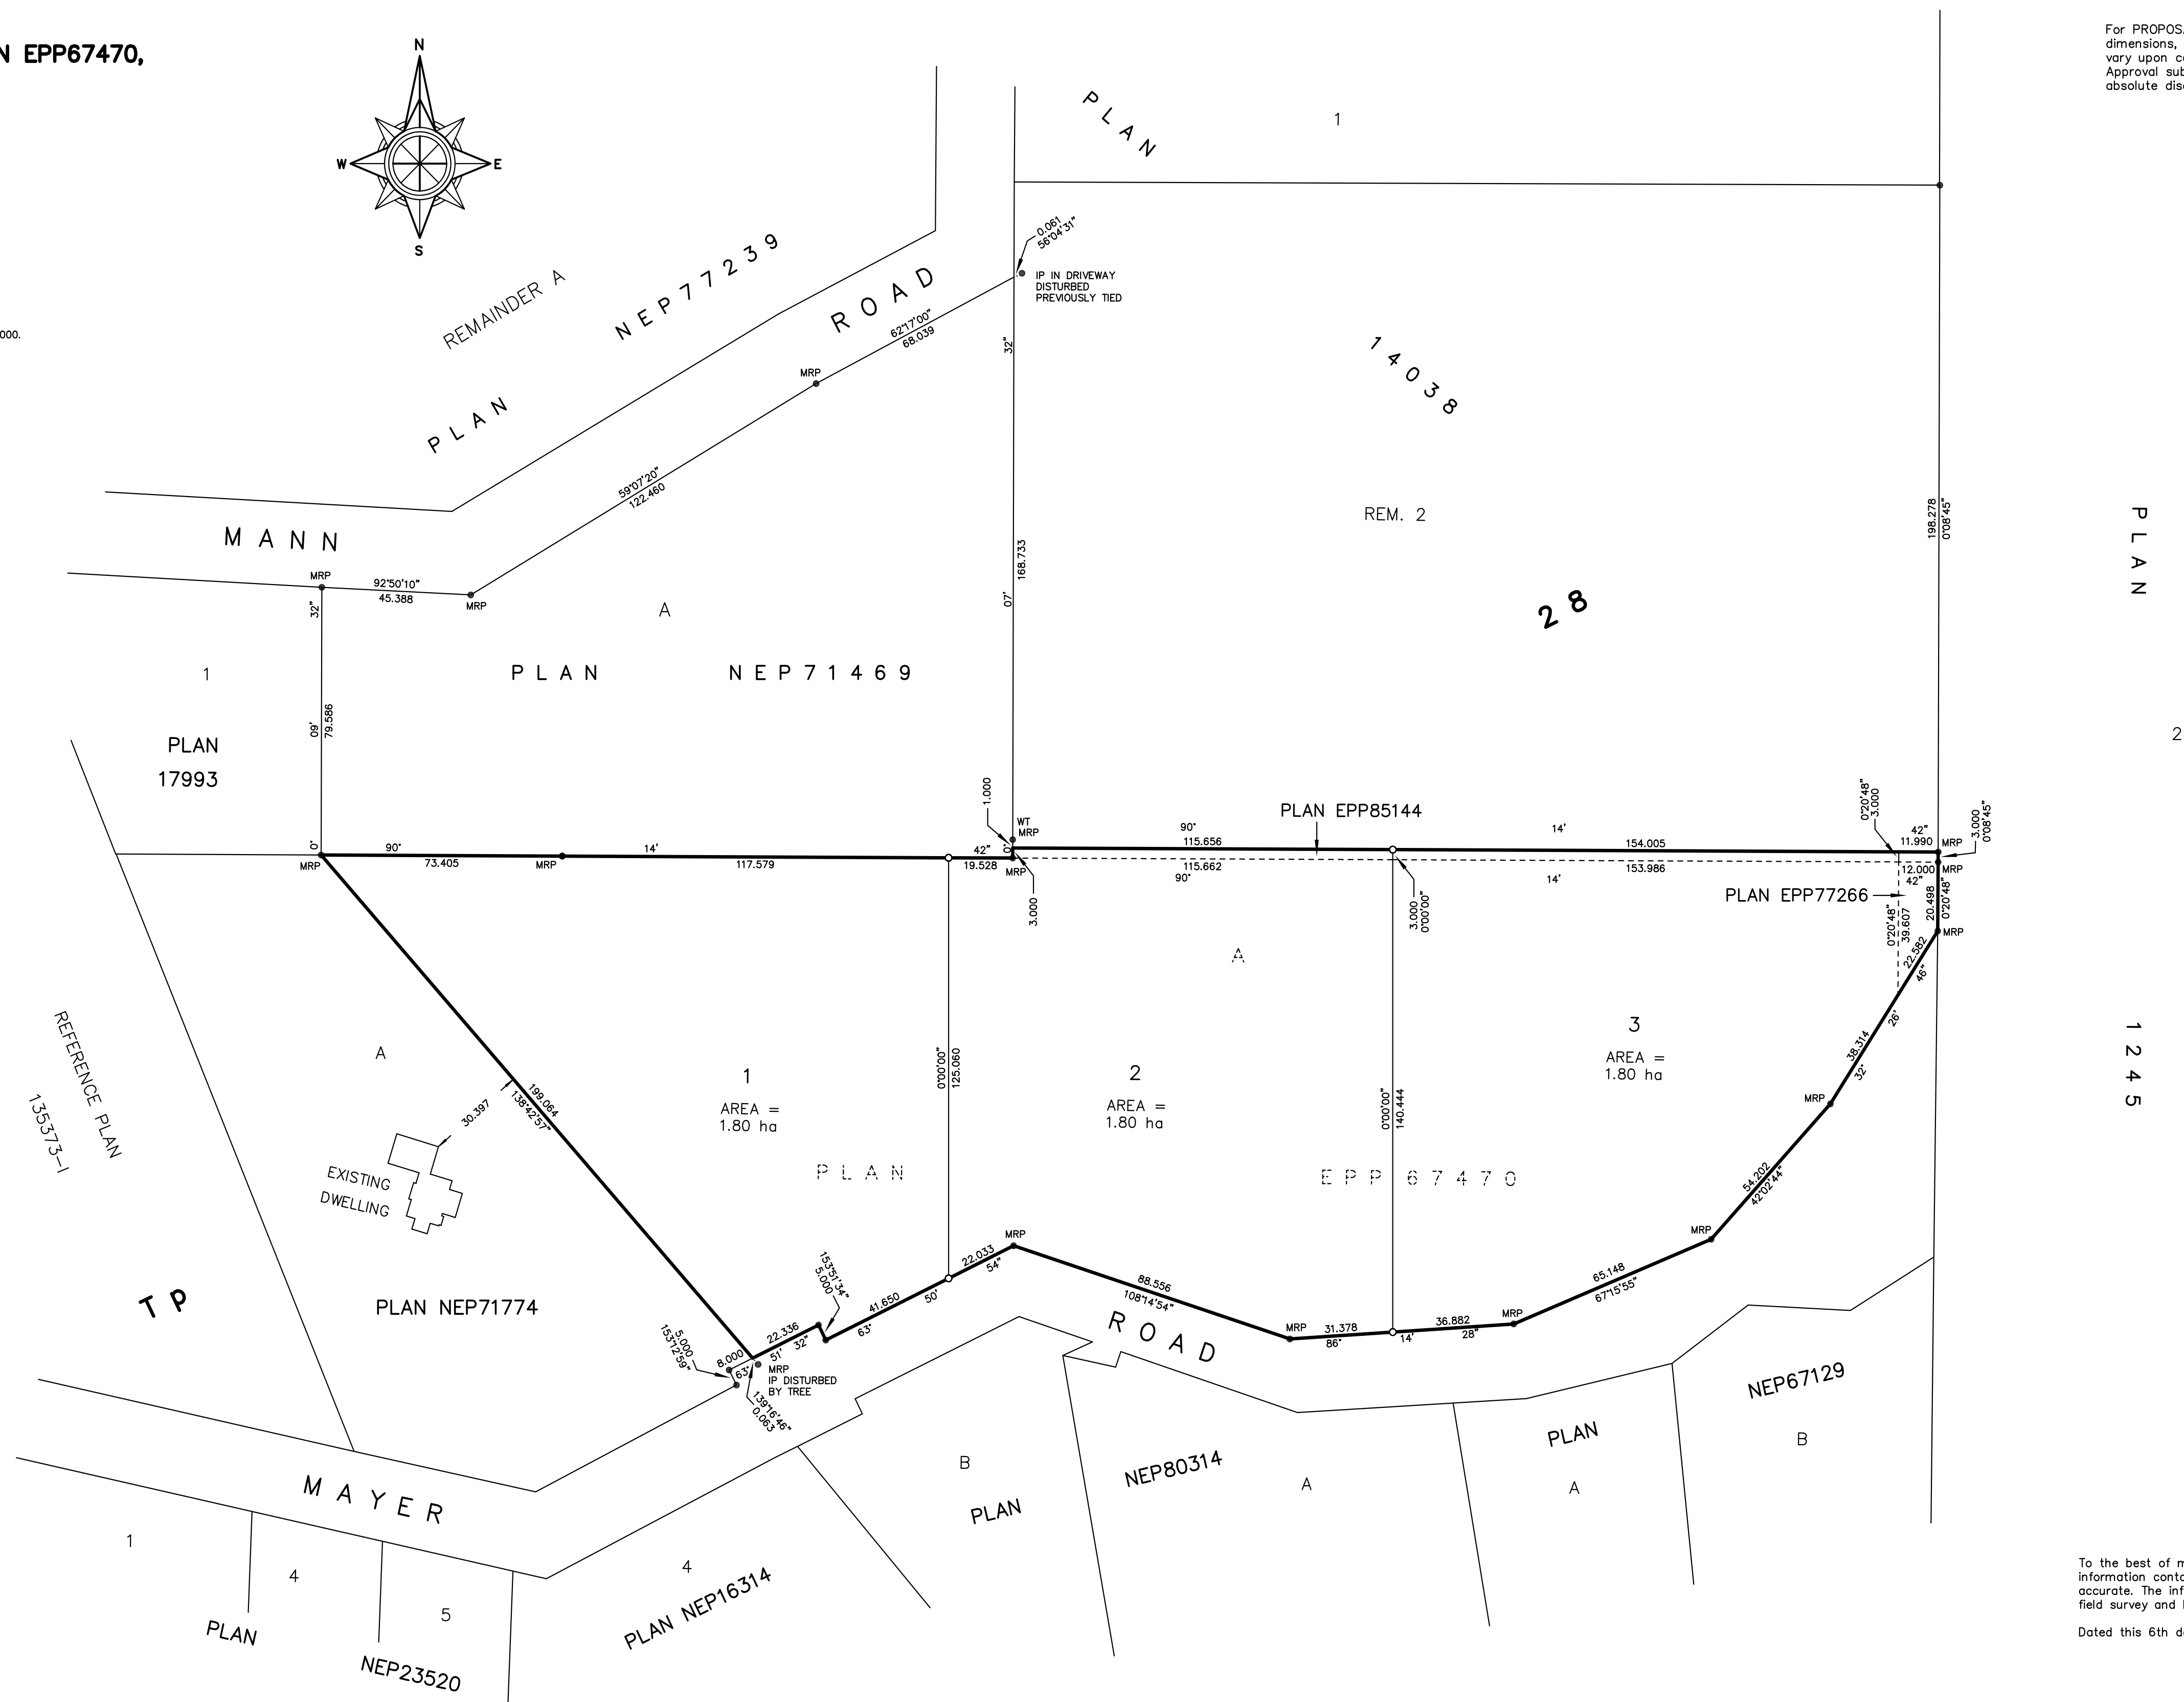 N EPP67470,
N
W
E
S
For PROPOS
dimensions,
vary upon c
Approval sub
absolute dis
000.
PLAN
1
REMAINDER A
PLAN
NEP77239
ROAD
0.061
56°04'31"
IP IN DRIVEWAY
DISTURBED
PREVIOUSLY TIED
62°17'00"
68.039
32"
MRP
14038
59°07'20"
122.460
REM. 2
198.278
0°08'45"
PLAN
MANN
MRP
92°50'10"
45.388
MRP
32"
168.733
07'
28
A
1
PLAN
NEP71469
09'
79.586
PLAN
17993
2
1.000
WT
MRP
PLAN EPP85144
0°20'48"
3.000
3.000
0°08'45"
0°
90°
73.405
MRP
MRP
14'
117.579
42"
19.528
0°
MRP
90°
115.656
14'
154.005
42"
11.990
MRP
115.662
90°
153.986
14'
12.000
42"
MRP
3.000
3.000
0°00'00"
PLAN EPP77266
0°20'48"
39.607
20.498
0°20'48"
MRP
22.582
46"
A
REFERENCE PLAN
135373-I
A
30.397
199.064
138°42'57"
0°00'00"
125.060
1
AREA =
1.80 ha
2
AREA =
1.80 ha
0°00'00"
140.444
3
AREA =
1.80 ha
26'
38.314
32°
MRP
1245
EXISTING
DWELLING
PLAN
EPP 67470
54.202
42°02'44"
MRP
TP
PLAN NEP71774
153°51'34"
5.000
MRP
22.033
54"
41.650
50'
63°
88.556
108°14'54"
65.148
67°15'55"
5.000
153°12'59"
8.000
63°
22.336
51'
32"
MRP
IP DISTURBED
BY TREE
139°16'46"
0.063
ROAD
MRP
31.378
86°
14'
36.882
28"
MRP
MAYER
B
PLAN
NEP80314
A
PLAN
A
NEP67129
B
1
4
5
4
PLAN
NEP23520
PLAN NEP16314
To the best of m
information cont
accurate. The inf
field survey and
Dated this 6th d